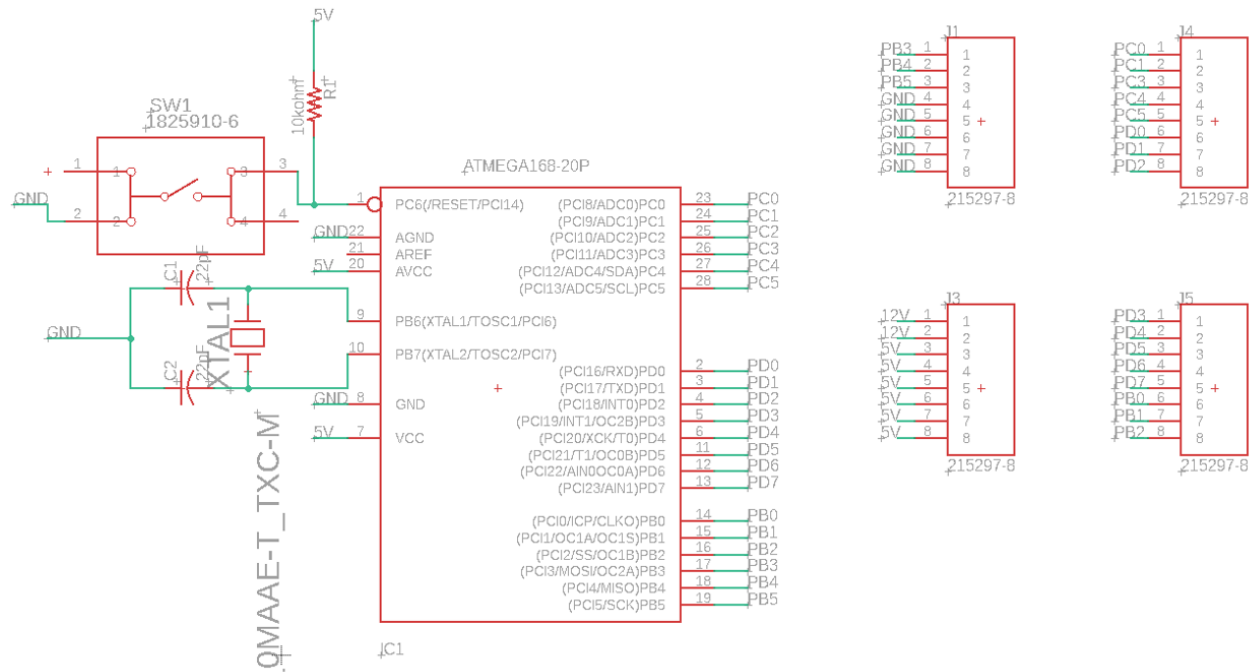 5V
R1
10kohm
SW1
1825910-6
1 1 3 3
GND 2 2 4 4
ATMEGA168-20P
1 PC6(/RESET/PCI14)
GND 22 AGND
21 AREF
5V 20 AVCC
9 PB6(XTAL1/TOSC1/PCI6)
10 PB7(XTAL2/TOSC2/PCI7)
GND 8 GND
5V 7 VCC
(PCI8/ADC0)PC0 23 PC0
(PCI9/ADC1)PC1 24 PC1
(PCI10/ADC2)PC2 25 PC2
(PCI11/ADC3)PC3 26 PC3
(PCI12/ADC4/SDA)PC4 27 PC4
(PCI13/ADC5/SCL)PC5 28 PC5
(PCI16/RXD)PD0 2 PD0
(PCI17/TXD)PD1 3 PD1
(PCI18/INT0)PD2 4 PD2
(PCI19/INT1/OC2B)PD3 5 PD3
(PCI20/XCK/T0)PD4 6 PD4
(PCI21/T1/OC0B)PD5 11 PD5
(PCI22/AIN0OC0A)PD6 12 PD6
(PCI23/AIN1)PD7 13 PD7
(PCI0/ICP/CLKO)PB0 14 PB0
(PCI1/OC1A/OC1S)PB1 15 PB1
(PCI2/SS/OC1B)PB2 16 PB2
(PCI3/MOSI/OC2A)PB3 17 PB3
(PCI4/MISO)PB4 18 PB4
(PCI5/SCK)PB5 19 PB5
IC1
C1
22pF
GND
C2
22pF
XTAL1
0MAAE-T_TXC-M
J1
PB3 1 1
PB4 2 2
PB5 3 3
GND 4 4
GND 5 5
GND 6 6
GND 7 7
GND 8 8
215297-8
J4
PC0 1 1
PC1 2 2
PC3 3 3
PC4 4 4
PC5 5 5
PD0 6 6
PD1 7 7
PD2 8 8
215297-8
J3
12V 1 1
12V 2 2
5V 3 3
5V 4 4
5V 5 5
5V 6 6
5V 7 7
5V 8 8
215297-8
J5
PD3 1 1
PD4 2 2
PD5 3 3
PD6 4 4
PD7 5 5
PB0 6 6
PB1 7 7
PB2 8 8
215297-8